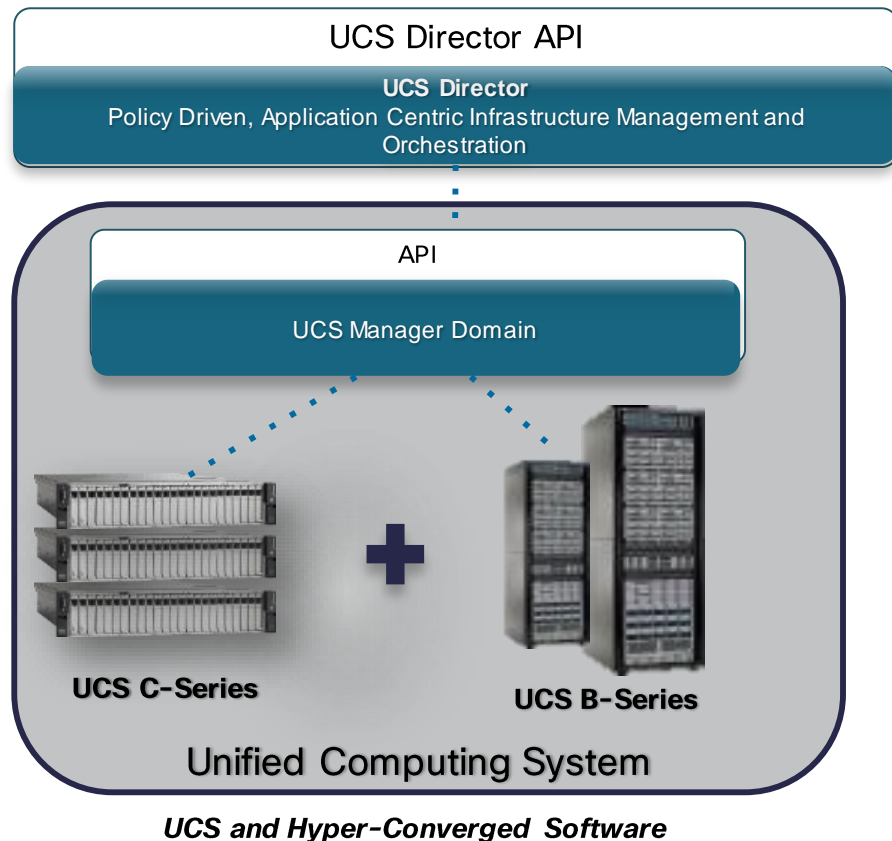 UCS Director API
UCS Director
Policy Driven, Application Centric Infrastructure Management and
Orchestration
API
UCS Manager Domain
UCS C-Series
UCS B-Series
Unified Computing System
UCS and Hyper-Converged Software